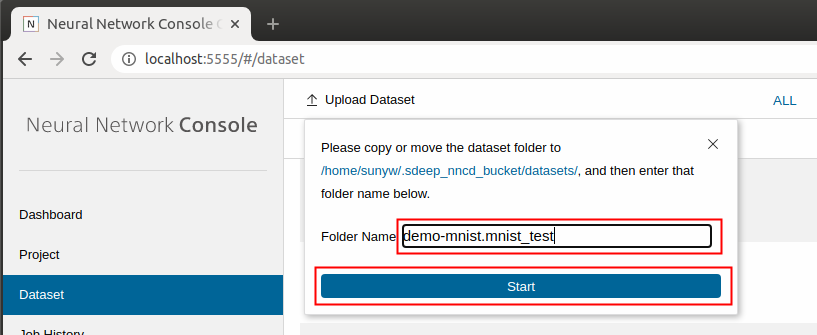 N Neural Network Console
localhost:5555/#/dataset
Neural Network Console
Dashboard
Project
Dataset
Job History
Upload Dataset
ALL
Please copy or move the dataset folder to
/home/sunyw/.sdeep_nncd_bucket/datasets/, and then enter that
folder name below.
Folder Name
demo-mnist.mnist_test
Start